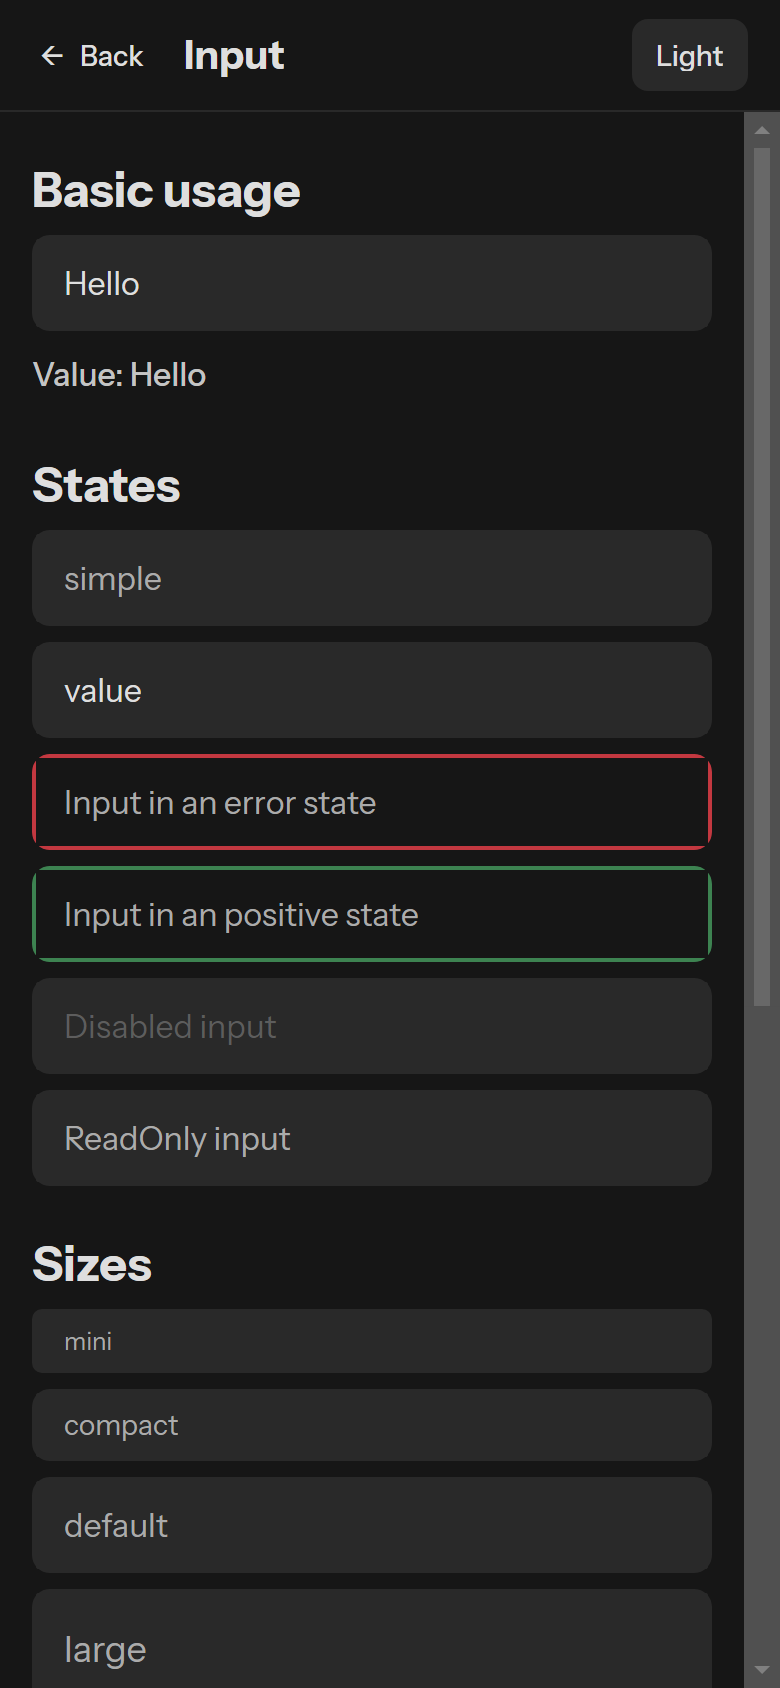 ← Back Input Light
Basic usage
Hello
Value: Hello
States
simple
value
Input in an error state
Input in an positive state
Disabled input
ReadOnly input
Sizes
mini
compact
default
large